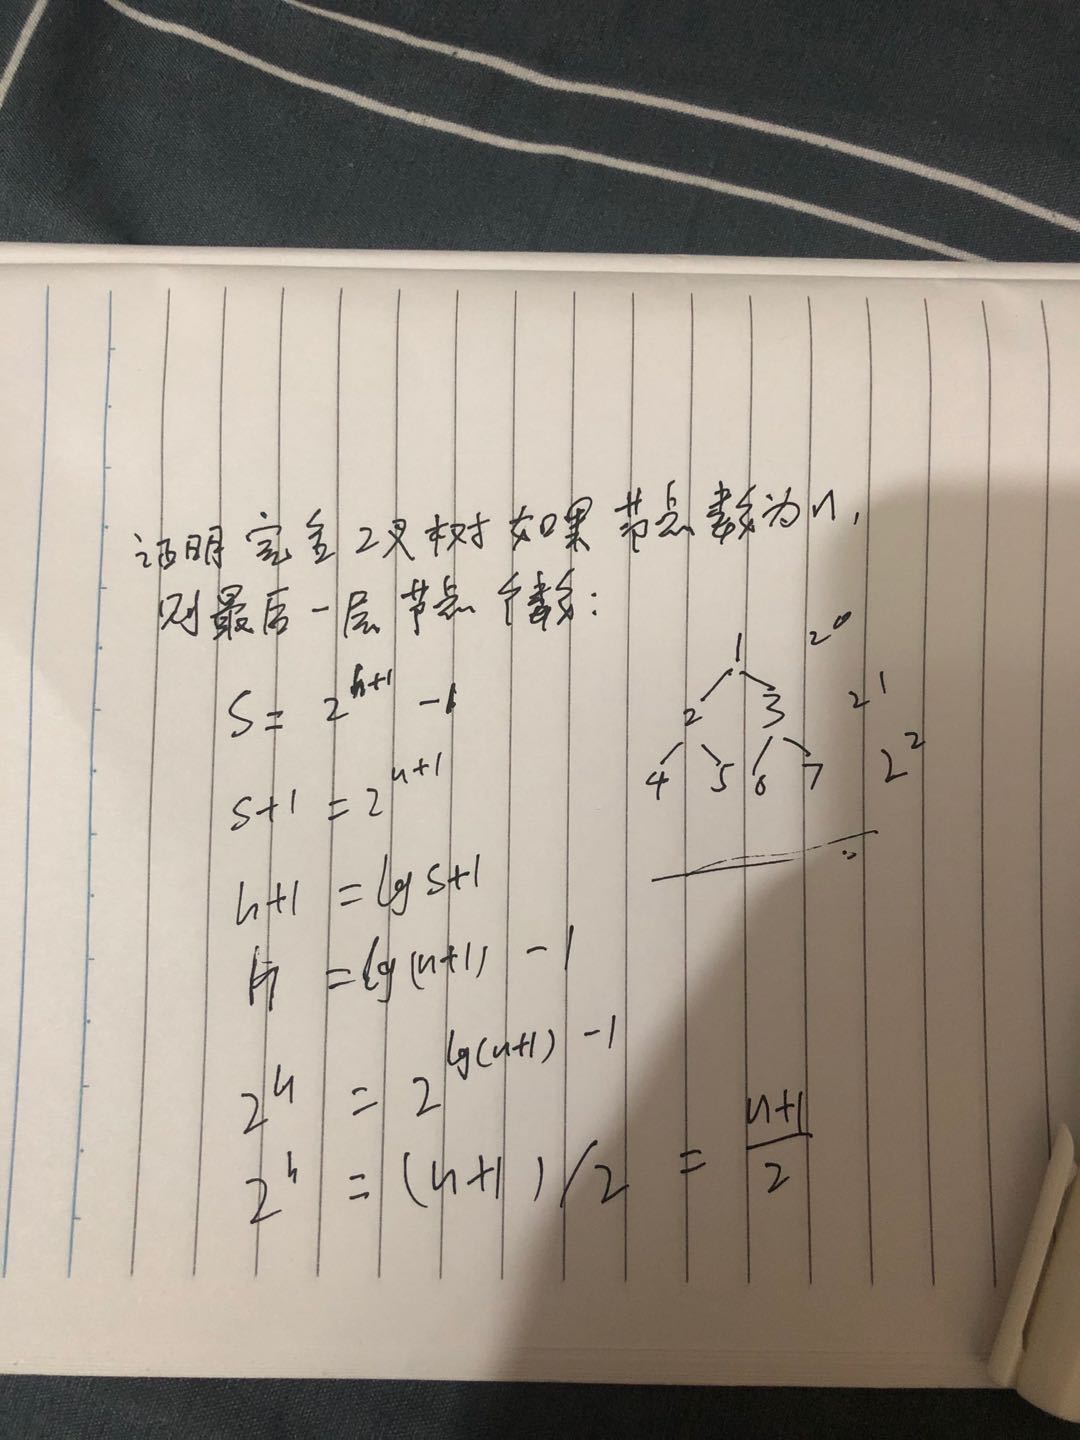 证明完全2叉树如果节点数为n,
则最后一层节点个数:
S = 2^{h+1} - 1
S+1 = 2^{h+1}
h+1 = lg S+1
h = lg(n+1) - 1
2^h = 2^{lg(n+1) - 1}
2^h = (n+1)/2 = \frac{n+1}{2}
1 2^0
2 3 2^1
4 5 6 7 2^2